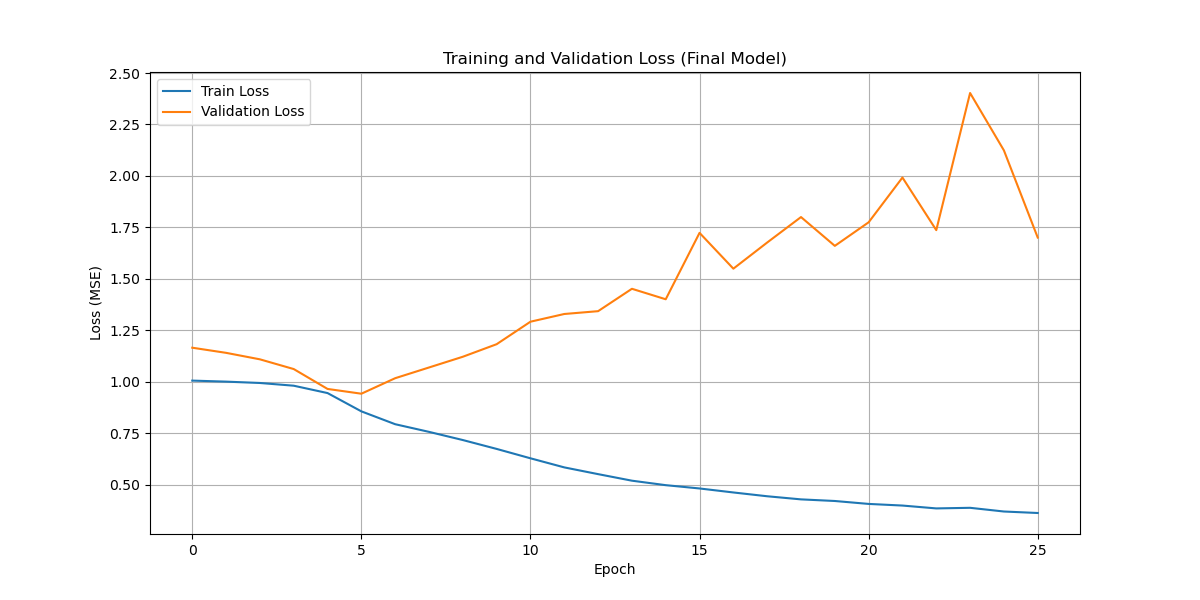 Training and Validation Loss (Final Model)
Train Loss
Validation Loss
2.50
2.25
2.00
1.75
1.50
1.25
1.00
0.75
0.50
Loss (MSE)
0 5 10 15 20 25
Epoch